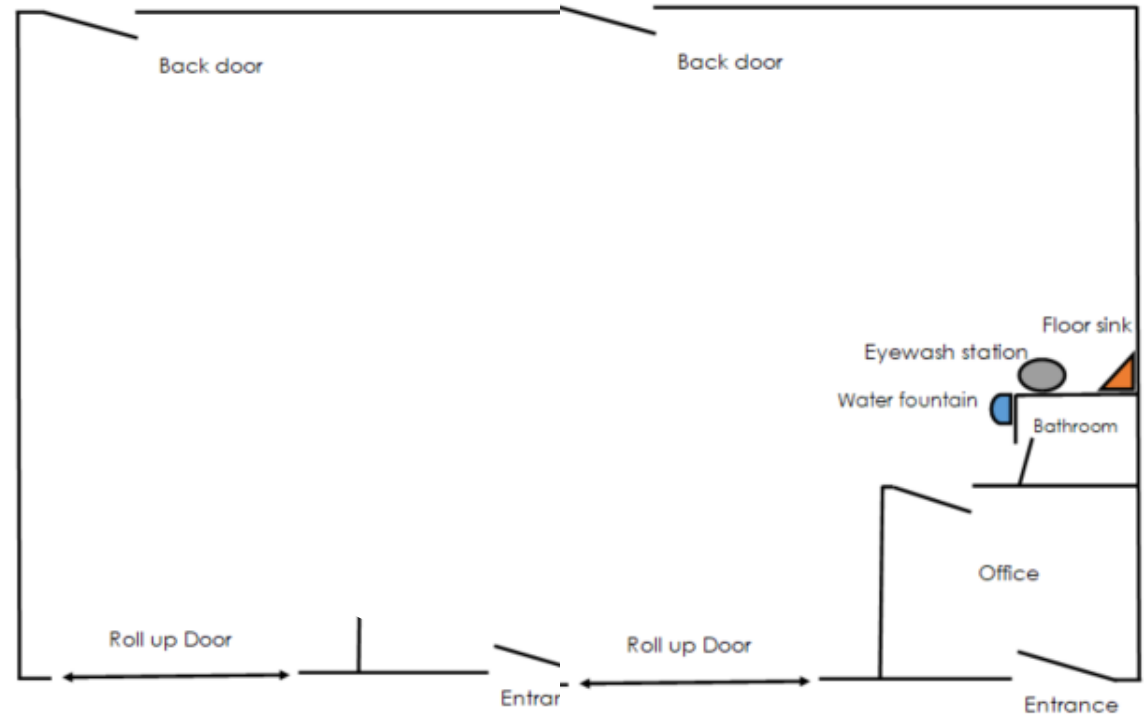 Back door
Back door
Floor sink
Eyewash station
Water fountain
Bathroom
Office
Roll up Door
Roll up Door
Entrar
Entrance